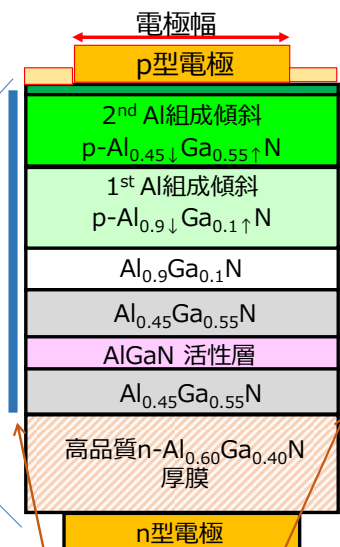 電極幅
p型電極
2nd Al組成傾斜
p-Al0.45↓Ga0.55↑N
1st Al組成傾斜
p-Al0.9↓Ga0.1↑N
Al0.9Ga0.1N
Al0.45Ga0.55N
AlGaN 活性層
Al0.45Ga0.55N
高品質n-Al0.60Ga0.40N
厚膜
n型電極